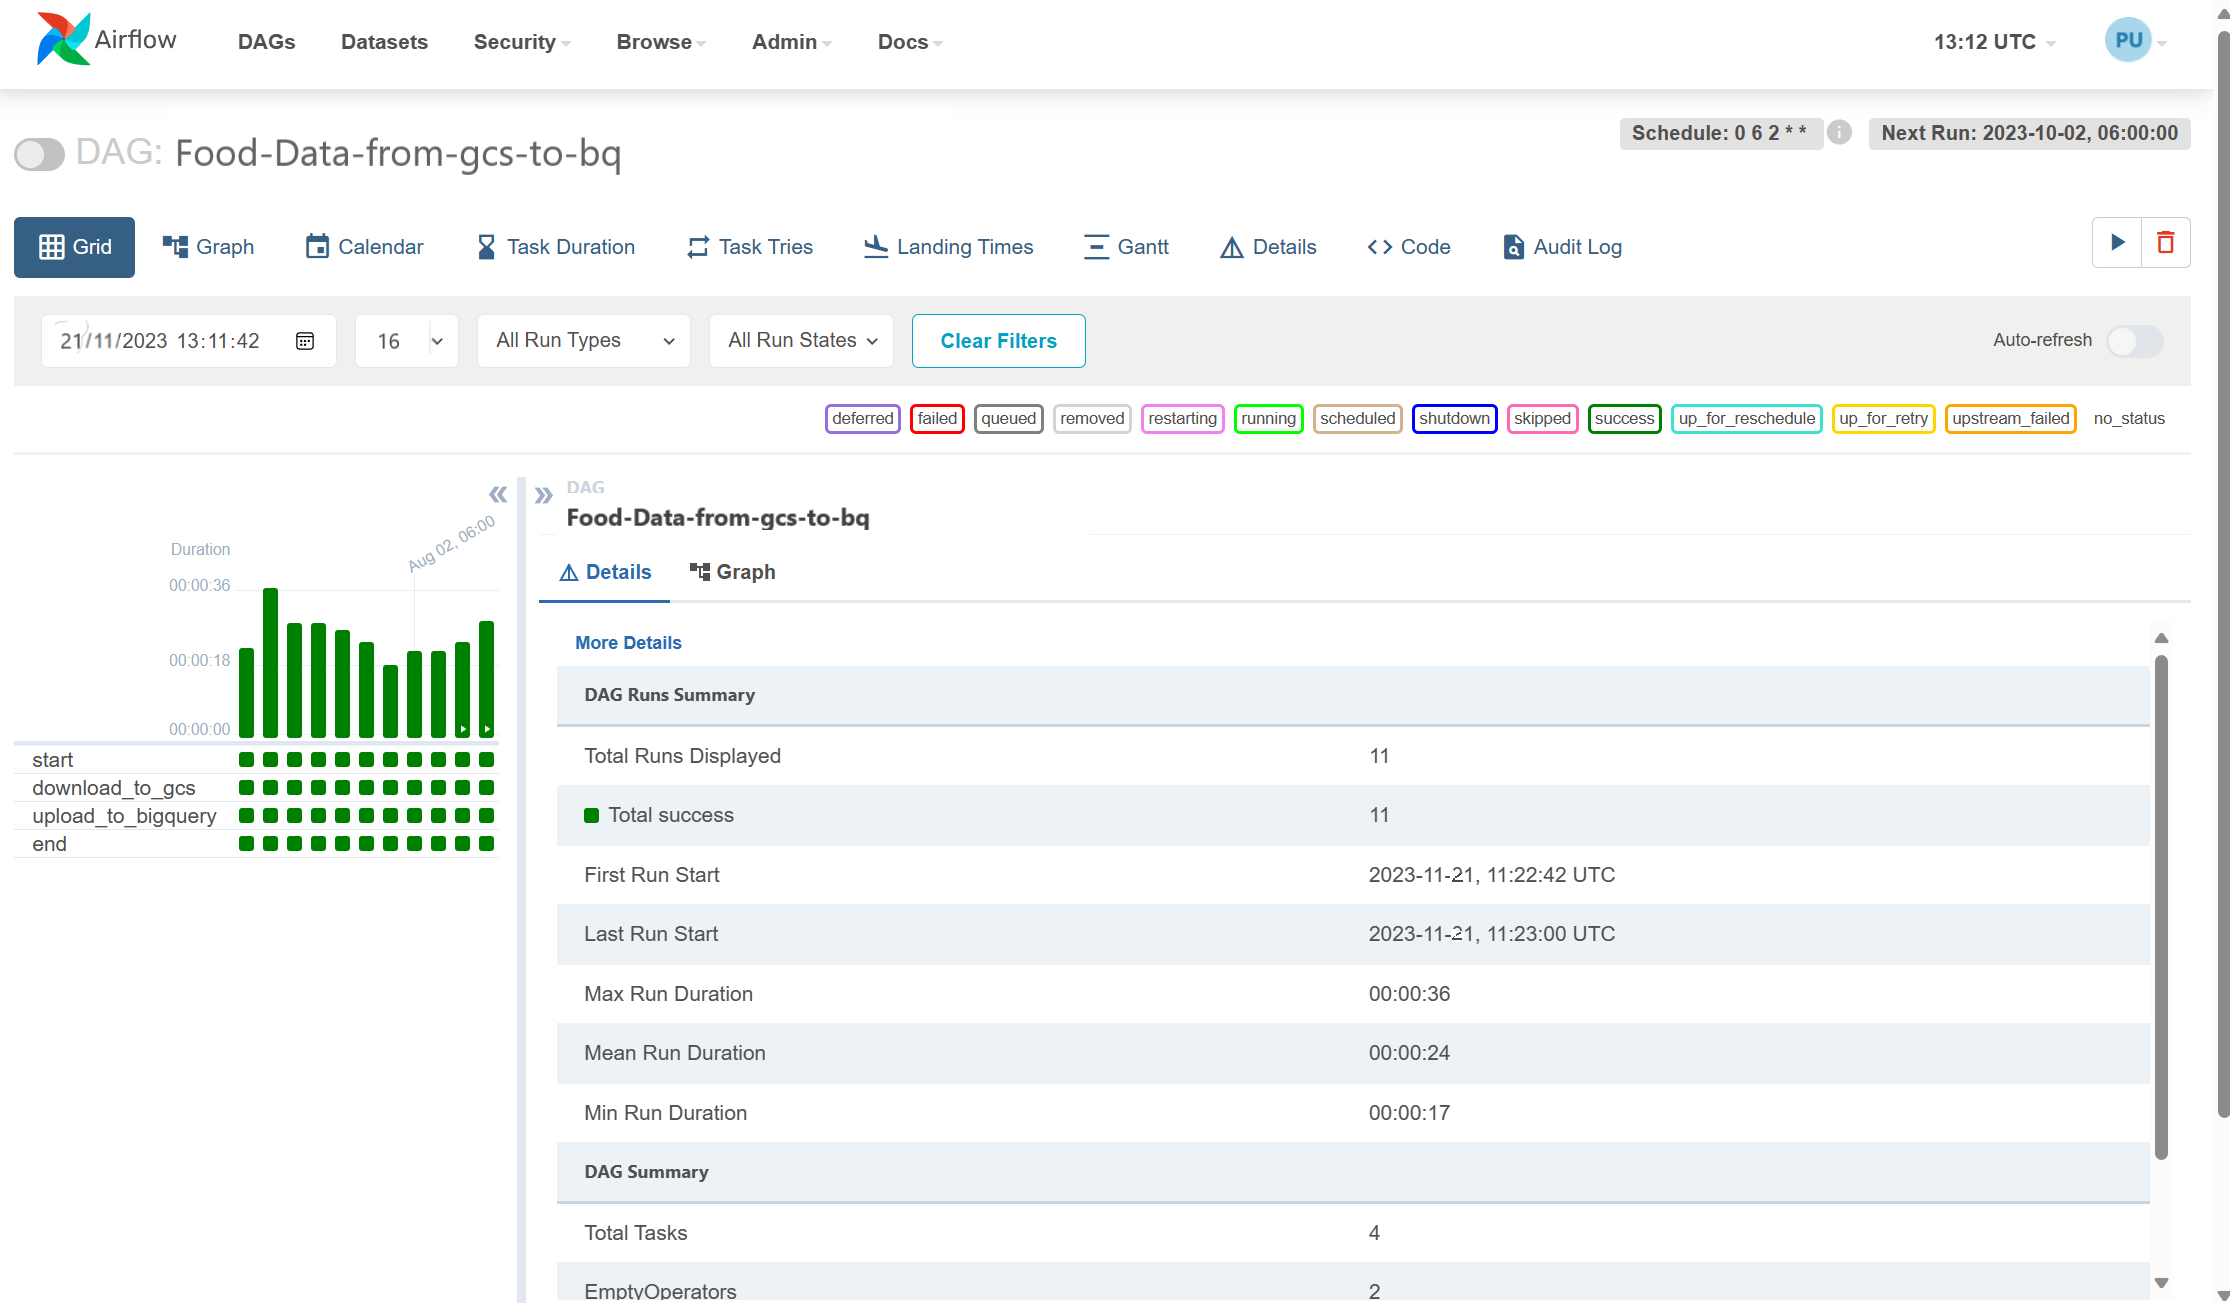 Airflow DAGs Datasets Security Browse Admin Docs 13:12 UTC PU
DAG: Food-Data-from-gcs-to-bq
Schedule: 0 6 2 * * i Next Run: 2023-10-02, 06:00:00
Grid Graph Calendar Task Duration Task Tries Landing Times Gantt Details Code Audit Log
21/11/2023 13:11:42 16 All Run Types All Run States Clear Filters Auto-refresh
deferred failed queued removed restarting running scheduled shutdown skipped success up_for_reschedule up_for_retry upstream_failed no_status
Aug 02, 06:00
Duration
00:00:36
00:00:18
00:00:00
start
download_to_gcs
upload_to_bigquery
end
DAG
Food-Data-from-gcs-to-bq
Details Graph
More Details
DAG Runs Summary
Total Runs Displayed 11
Total success 11
First Run Start 2023-11-21, 11:22:42 UTC
Last Run Start 2023-11-21, 11:23:00 UTC
Max Run Duration 00:00:36
Mean Run Duration 00:00:24
Min Run Duration 00:00:17
DAG Summary
Total Tasks 4
EmptyOperators 2